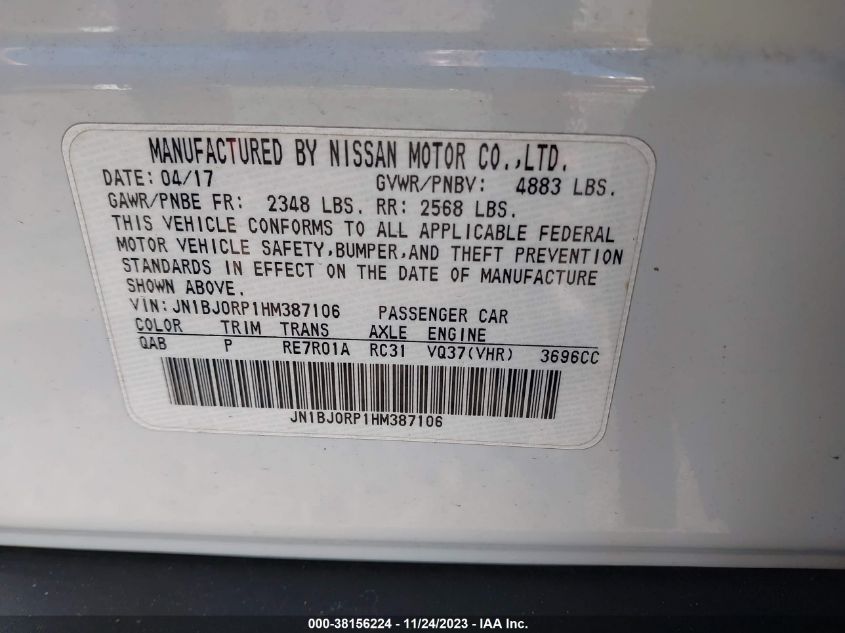 MANUFACTURED BY NISSAN MOTOR CO.,LTD.
DATE: 04/17 GVWR/PNBV: 4883 LBS.
GAWR/PNBE FR: 2348 LBS. RR: 2568 LBS.
THIS VEHICLE CONFORMS TO ALL APPLICABLE FEDERAL
MOTOR VEHICLE SAFETY,BUMPER,AND THEFT PREVENTION
STANDARDS IN EFFECT ON THE DATE OF MANUFACTURE
SHOWN ABOVE.
VIN: JN1BJ0RP1HM387106 PASSENGER CAR
COLOR TRIM TRANS AXLE ENGINE
QAB P RE7R01A RC31 VQ37(VHR) 3696CC
JN1BJ0RP1HM387106
000-38156224 - 11/24/2023 - IAA Inc.